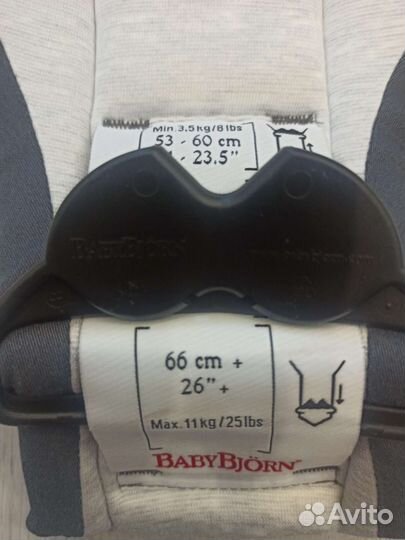 Min. 3.5kg/8lbs
53 - 60 cm
- 23.5"
BABYBJÖRN
66 cm +
26" +
Max. 11kg/25lbs
BABYBJÖRN
Avito